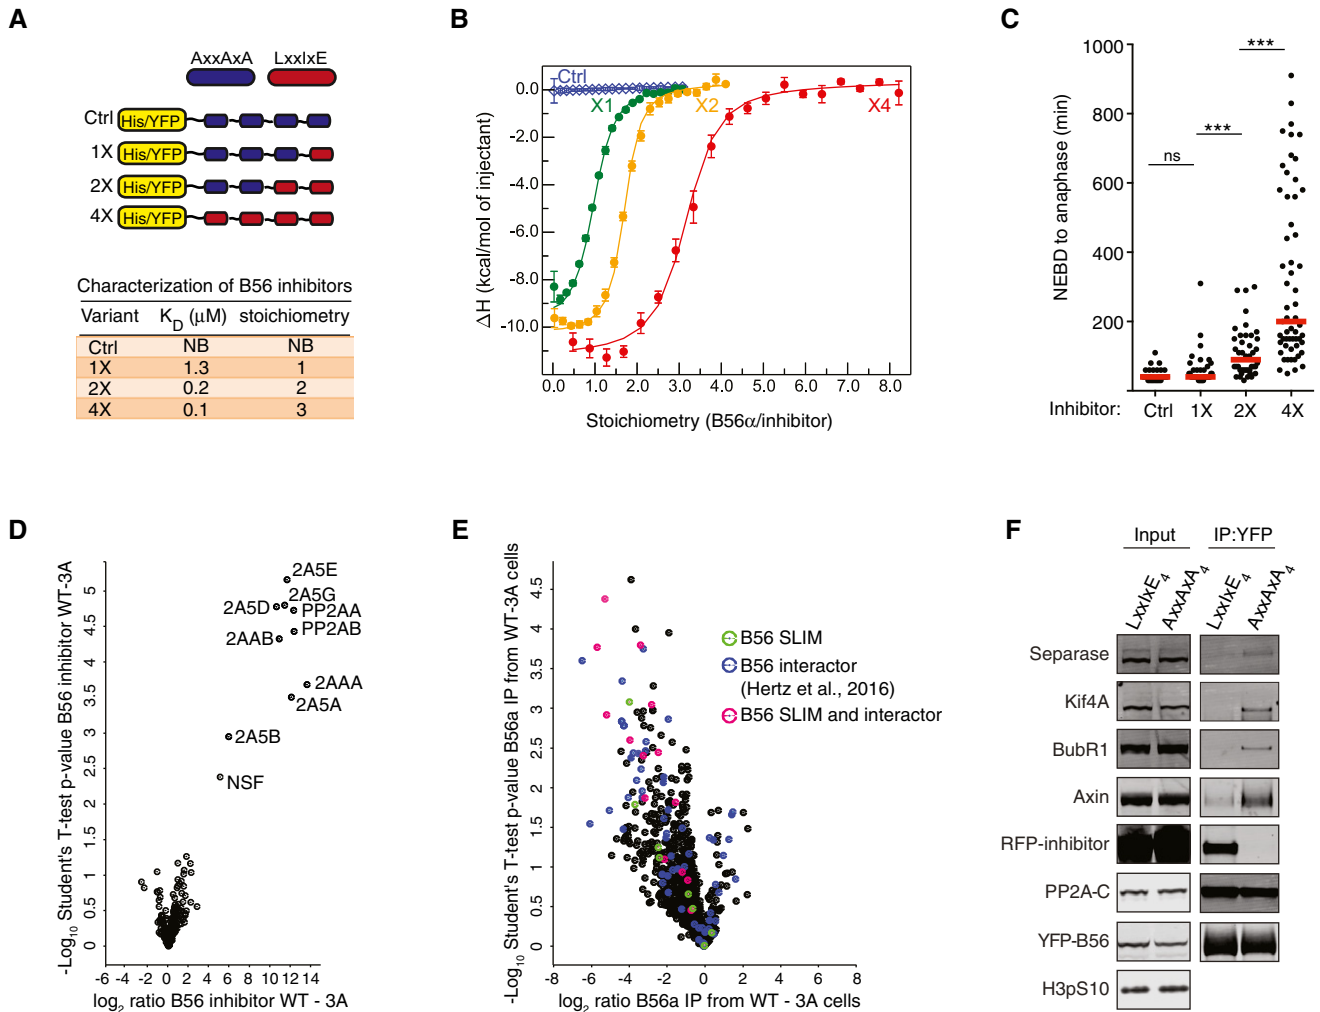 A
AxxAxA
LxxIxE
Ctrl
His/YFP
1X
His/YFP
2X
His/YFP
4X
His/YFP
Characterization of B56 inhibitors
Variant KD (μM) stoichiometry
Ctrl NB NB
1X 1.3 1
2X 0.2 2
4X 0.1 3
B
Ctrl
X1
X2
X4
0.0
-2.0
-4.0
-6.0
-8.0
-10.0
ΔH (kcal/mol of injectant)
0.0 1.0 2.0 3.0 4.0 5.0 6.0 7.0 8.0
Stoichiometry (B56α/inhibitor)
C
1000
800
600
400
200
NEBD to anaphase (min)
ns
***
***
Inhibitor: Ctrl 1X 2X 4X
D
-Log10 Student's T-test p-value B56 inhibitor WT-3A
5
4.5
4
3.5
3
2.5
2
1.5
1
0.5
0
2A5E
2A5G
2A5D
PP2AA
PP2AB
2AAB
2AAA
2A5A
2A5B
NSF
-6 -4 -2 0 2 4 6 8 10 12 14
log2 ratio B56 inhibitor WT - 3A
E
-Log10 Student's T-test p-value B56a IP from WT-3A cells
4.5
4
3.5
3
2.5
2
1.5
1
0.5
0
B56 SLIM
B56 interactor
(Hertz et al., 2016)
B56 SLIM and interactor
-8 -6 -4 -2 0 2 4 6 8
log2 ratio B56a IP from WT - 3A cells
F
Input IP:YFP
LxxIxE4 AxxAxA4 LxxIxE4 AxxAxA4
Separase
Kif4A
BubR1
Axin
RFP-inhibitor
PP2A-C
YFP-B56
H3pS10